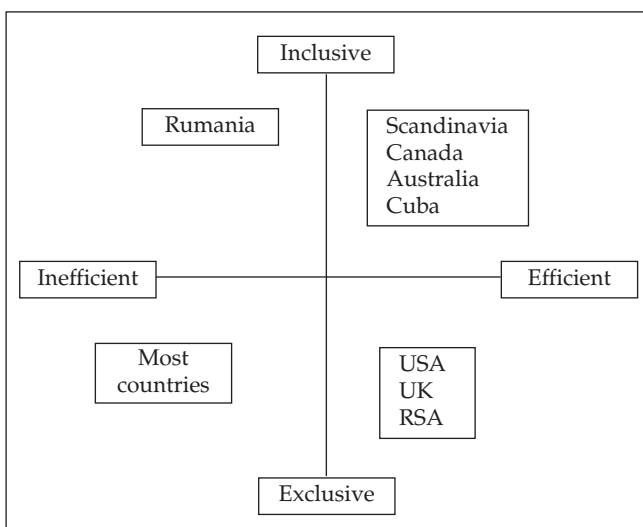 Inclusive
Rumania
Scandinavia
Canada
Australia
Cuba
Inefficient
Efficient
Most
countries
USA
UK
RSA
Exclusive